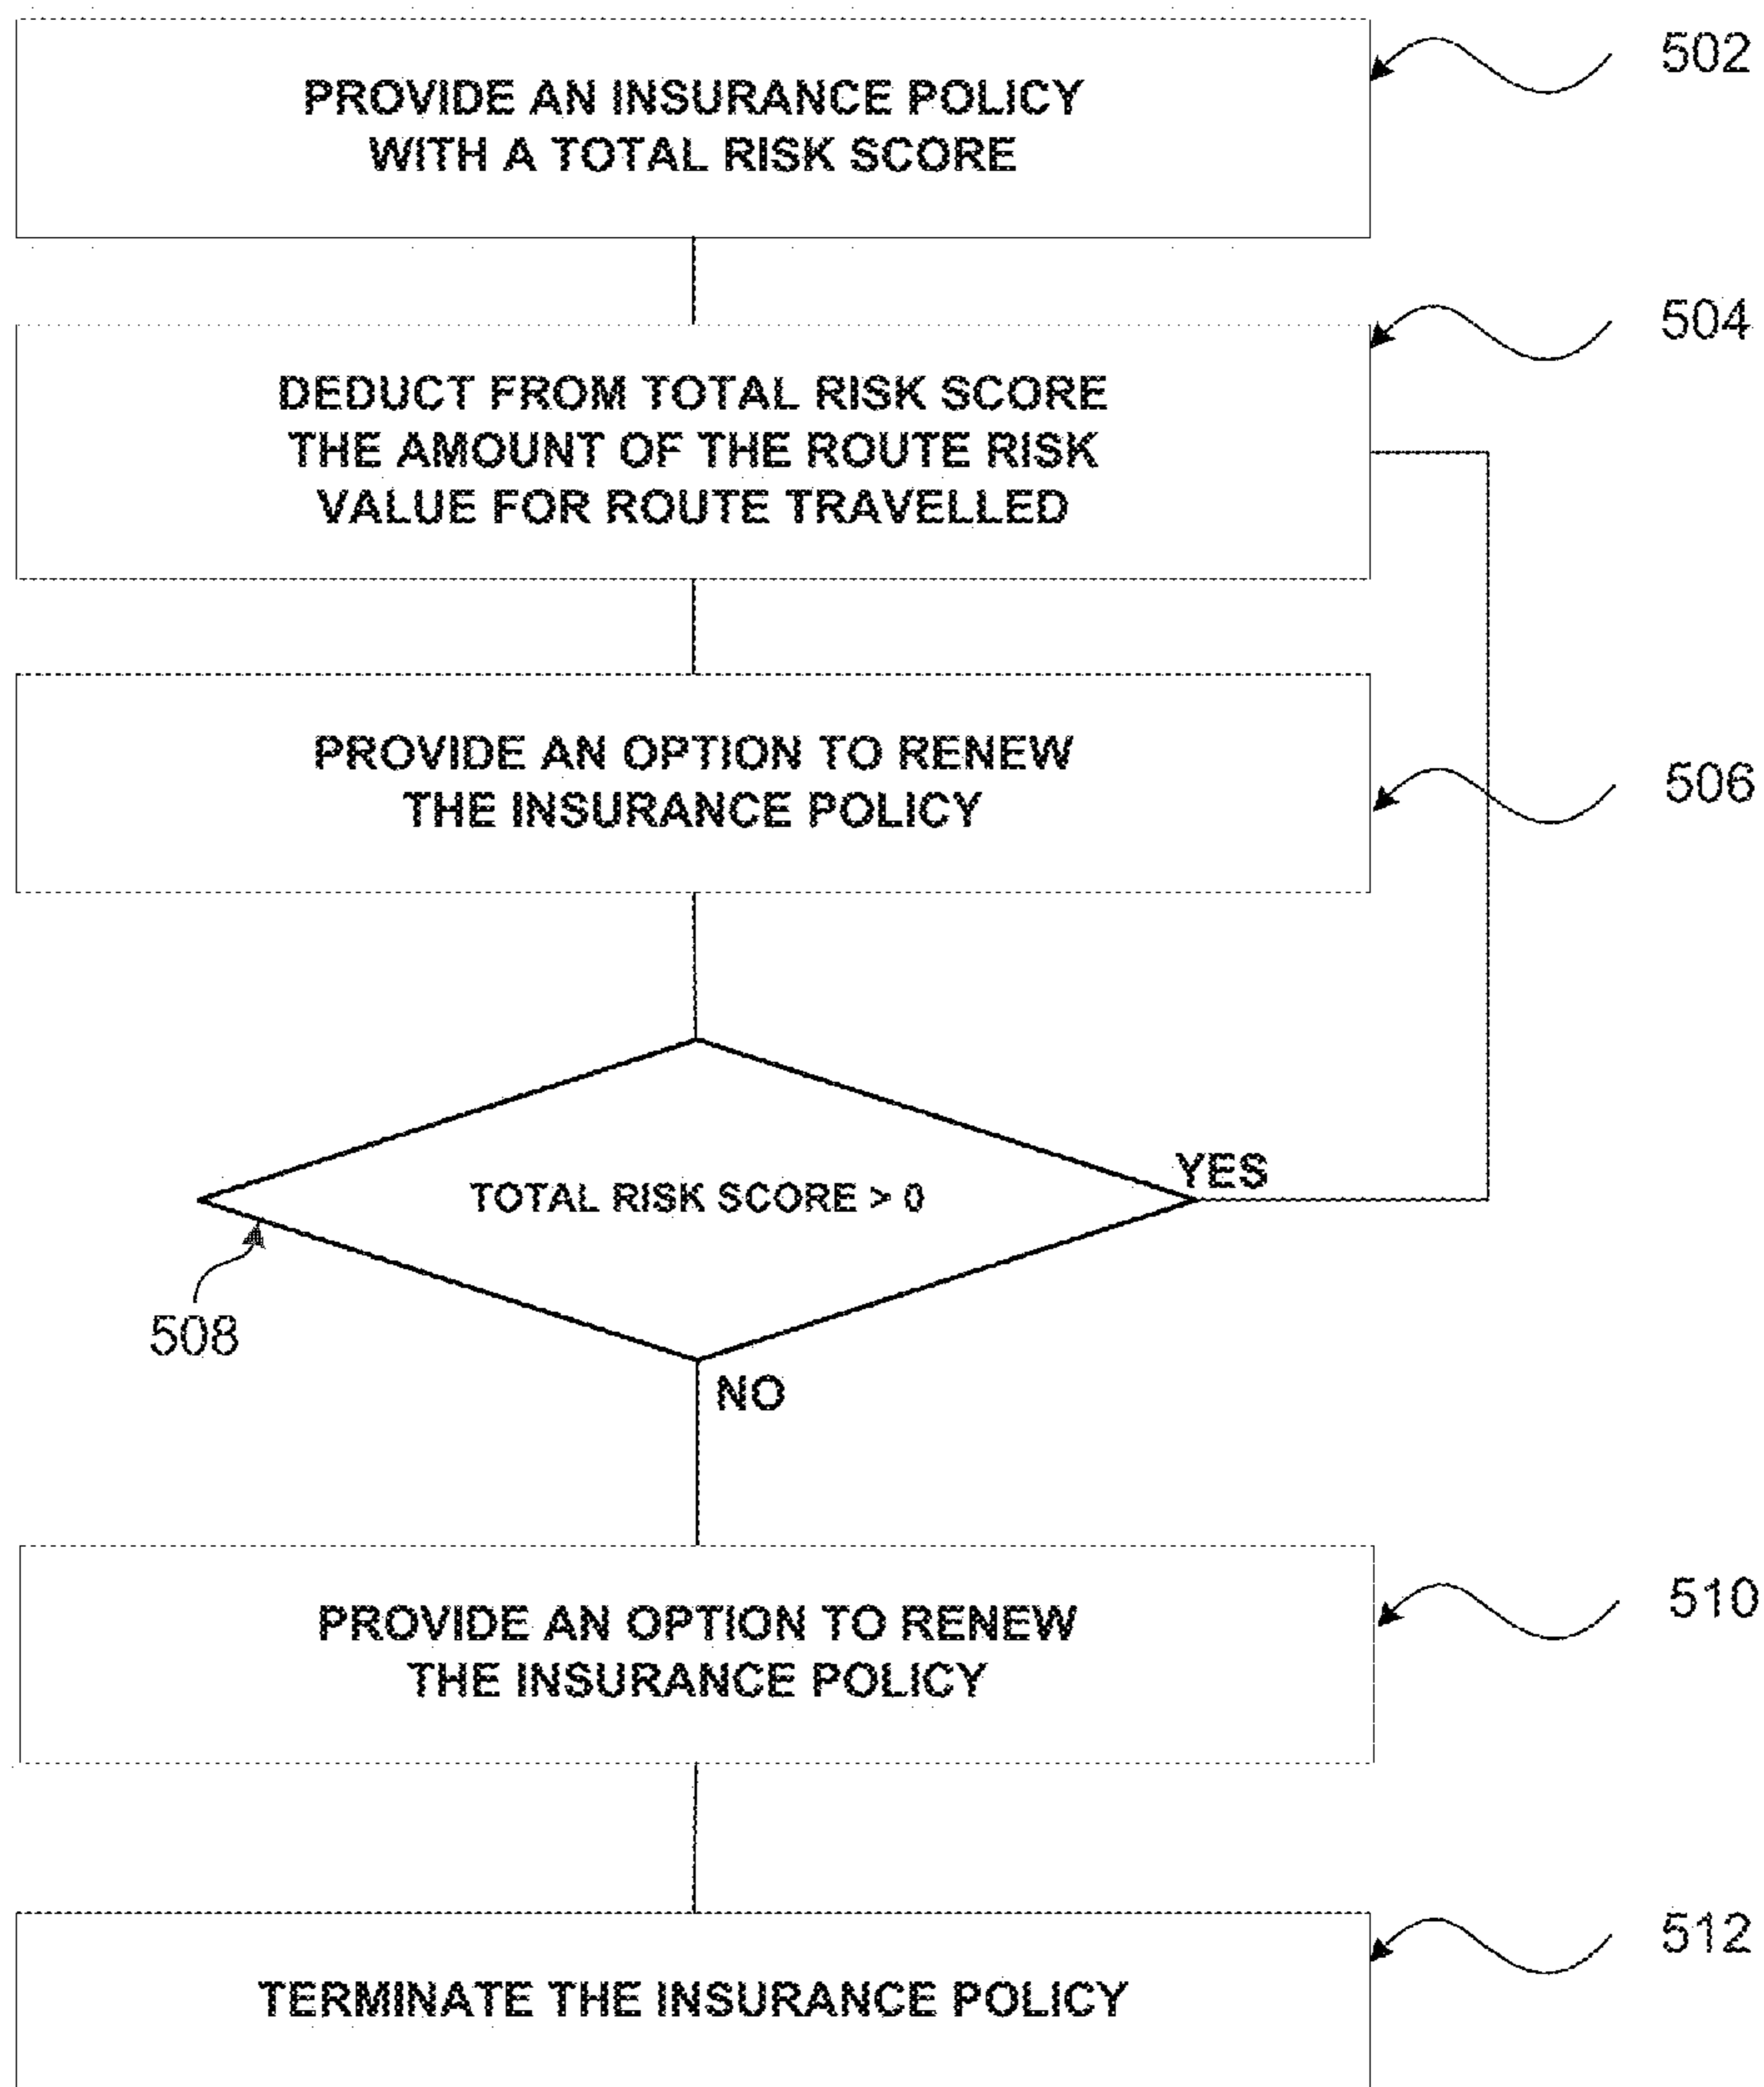 PROVIDE AN INSURANCE POLICY
WITH A TOTAL RISK SCORE
502
DEDUCT FROM TOTAL RISK SCORE
THE AMOUNT OF THE ROUTE RISK
VALUE FOR ROUTE TRAVELLED
504
PROVIDE AN OPTION TO RENEW
THE INSURANCE POLICY
506
TOTAL RISK SCORE > 0
YES
508
NO
PROVIDE AN OPTION TO RENEW
THE INSURANCE POLICY
510
TERMINATE THE INSURANCE POLICY
512